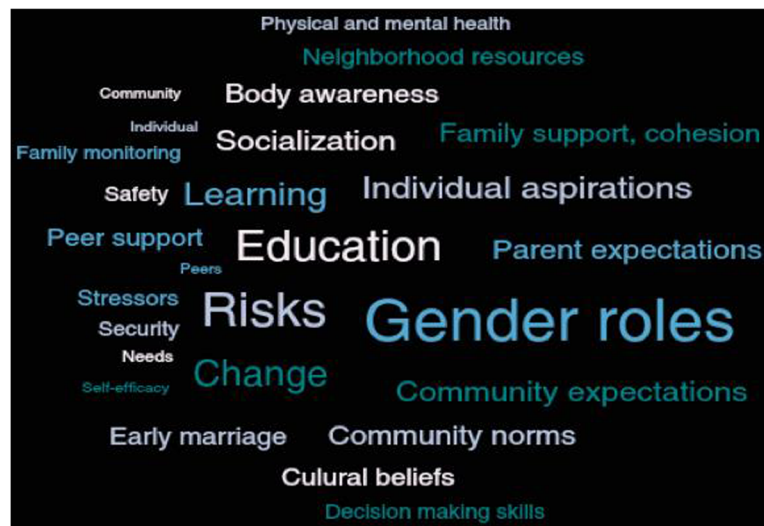 Physical and mental health
Neighborhood resources
Community
Body awareness
Individual
Socialization
Family support, cohesion
Family monitoring
Safety
Learning
Individual aspirations
Peer support
Education
Parent expectations
Peers
Stressors
Risks
Gender roles
Security
Needs
Change
Self-efficacy
Community expectations
Early marriage
Community norms
Culural beliefs
Decision making skills